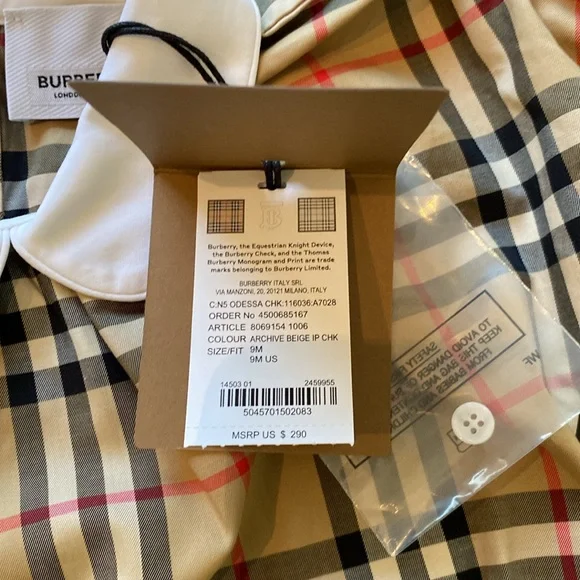 BURBE
LONDO
Burberry, the Equestrian Knight Device,
the Burberry Check, and the Thomas
Burberry Monogram and Print are trade
marks belonging to Burberry Limited.
BURBERRY ITALY SRL
VIA MANZONI, 20, 20121 MILANO, ITALY
C:N5 ODESSA CHK:116036:A7028
ORDER No 4500685167
ARTICLE 8069154 1006
COLOUR ARCHIVE BEIGE IP CHK
SIZE/FIT 9M
9M US
14503 01 2459955
5045701502083
MSRP US $ 290
TO AVOID DANGER OF
KEEP THIS BAG AWAY
FROM BABIES AND